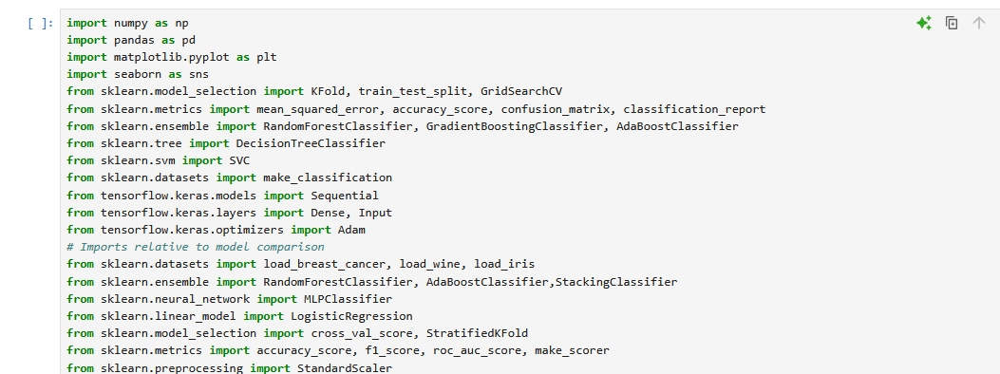 [ ]: import numpy as np
import pandas as pd
import matplotlib.pyplot as plt
import seaborn as sns
from sklearn.model_selection import KFold, train_test_split, GridSearchCV
from sklearn.metrics import mean_squared_error, accuracy_score, confusion_matrix, classification_report
from sklearn.ensemble import RandomForestClassifier, GradientBoostingClassifier, AdaBoostClassifier
from sklearn.tree import DecisionTreeClassifier
from sklearn.svm import SVC
from sklearn.datasets import make_classification
from tensorflow.keras.models import Sequential
from tensorflow.keras.layers import Dense, Input
from tensorflow.keras.optimizers import Adam
# Imports relative to model comparison
from sklearn.datasets import load_breast_cancer, load_wine, load_iris
from sklearn.ensemble import RandomForestClassifier, AdaBoostClassifier,StackingClassifier
from sklearn.neural_network import MLPClassifier
from sklearn.linear_model import LogisticRegression
from sklearn.model_selection import cross_val_score, StratifiedKFold
from sklearn.metrics import accuracy_score, f1_score, roc_auc_score, make_scorer
from sklearn.preprocessing import StandardScaler